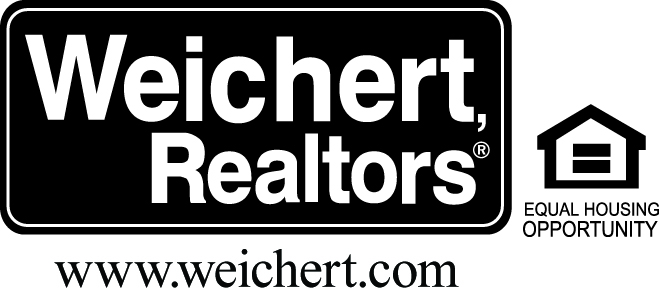 Weichert,
Realtors®
EQUAL HOUSING
OPPORTUNITY
www.weichert.com